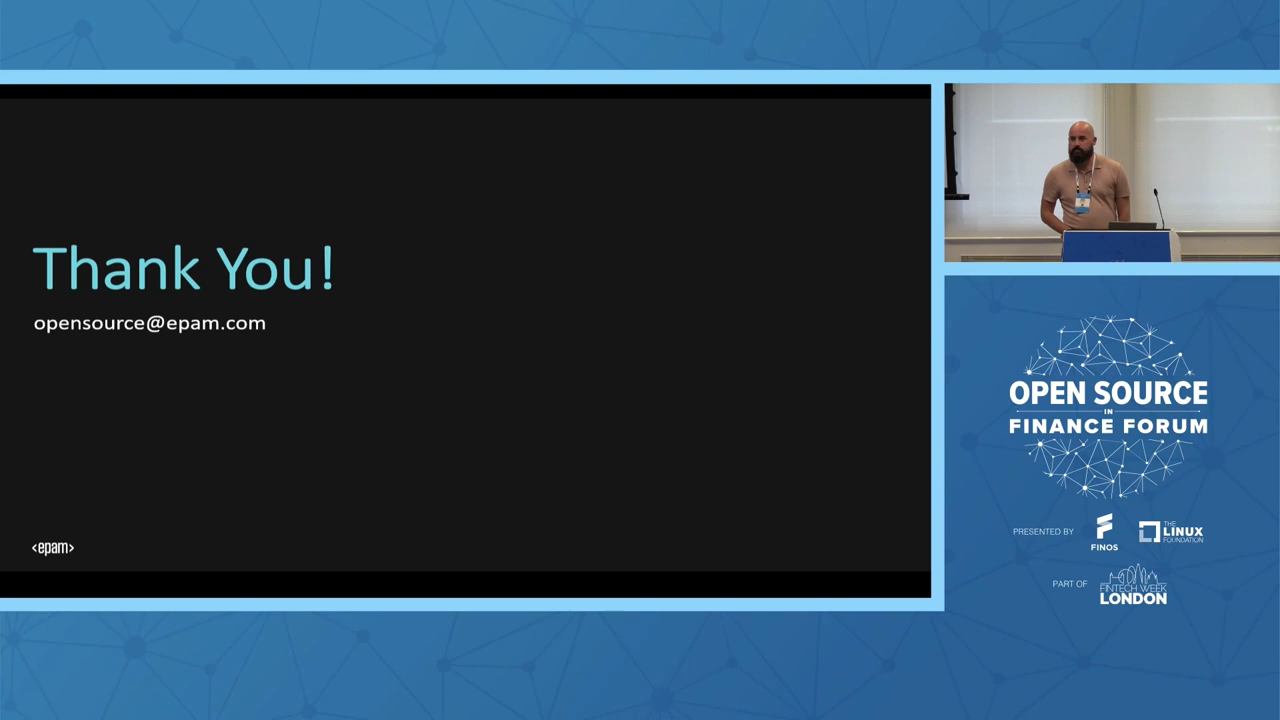 Thank You!
opensource@epam.com
<epam>
OPEN SOURCE
IN
FINANCE FORUM
PRESENTED BY
FINOS
THE
LINUX
FOUNDATION
PART OF
FINTECH WEEK
LONDON